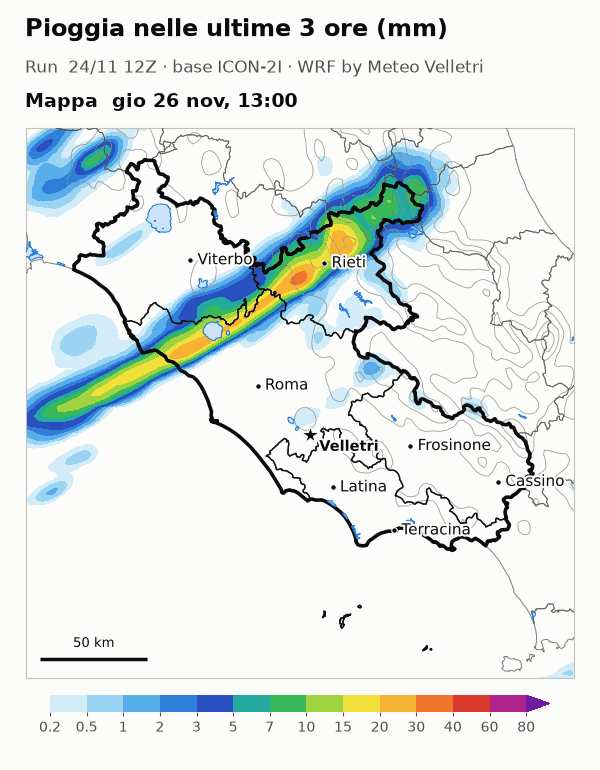 Pioggia nelle ultime 3 ore (mm)
Run  24/11 12Z · base ICON-2I · WRF by Meteo Velletri
Mappa  gio 26 nov, 13:00
Viterbo
Rieti
Roma
Velletri
Frosinone
Latina
Cassino
Terracina
50 km
0.2 0.5 1 2 3 5 7 10 15 20 30 40 60 80